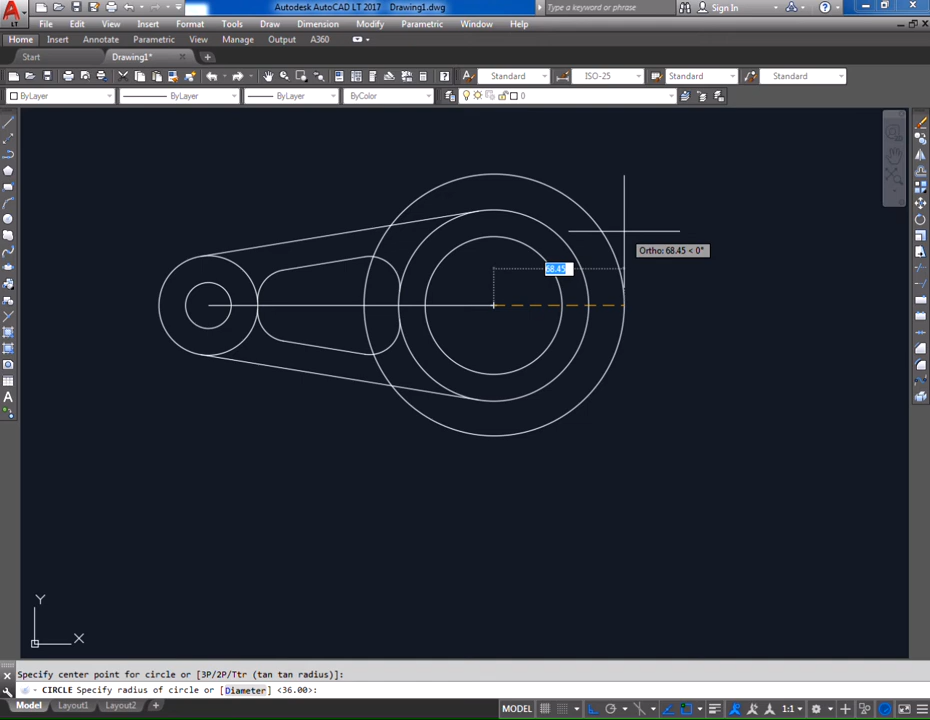 Autodesk AutoCAD LT 2017 Drawing1.dwg
Type a keyword or phrase
Sign In
LT
File Edit View Insert Format Tools Draw Dimension Modify Parametric Window Help
Home Insert Annotate Parametric View Manage Output A360
Start Drawing1*
Standard ISO-25 Standard Standard
ByLayer ByLayer ByLayer ByColor 0
Ortho: 68.45 < 0°
68.45
Y
X
Specify center point for circle or [3P/2P/Ttr (tan tan radius)]:
CIRCLE Specify radius of circle or [Diameter] <36.00>:
Model Layout1 Layout2 + MODEL 1:1